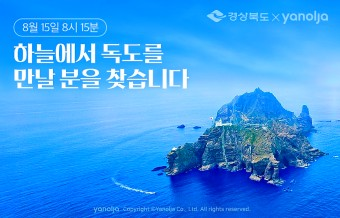 8월 15일 8시 15분
경상북도 × yanolja
하늘에서 독도를
만날 분을 찾습니다
yanolja. Copyright ©Yanolja Co., Ltd. All rights reserved.